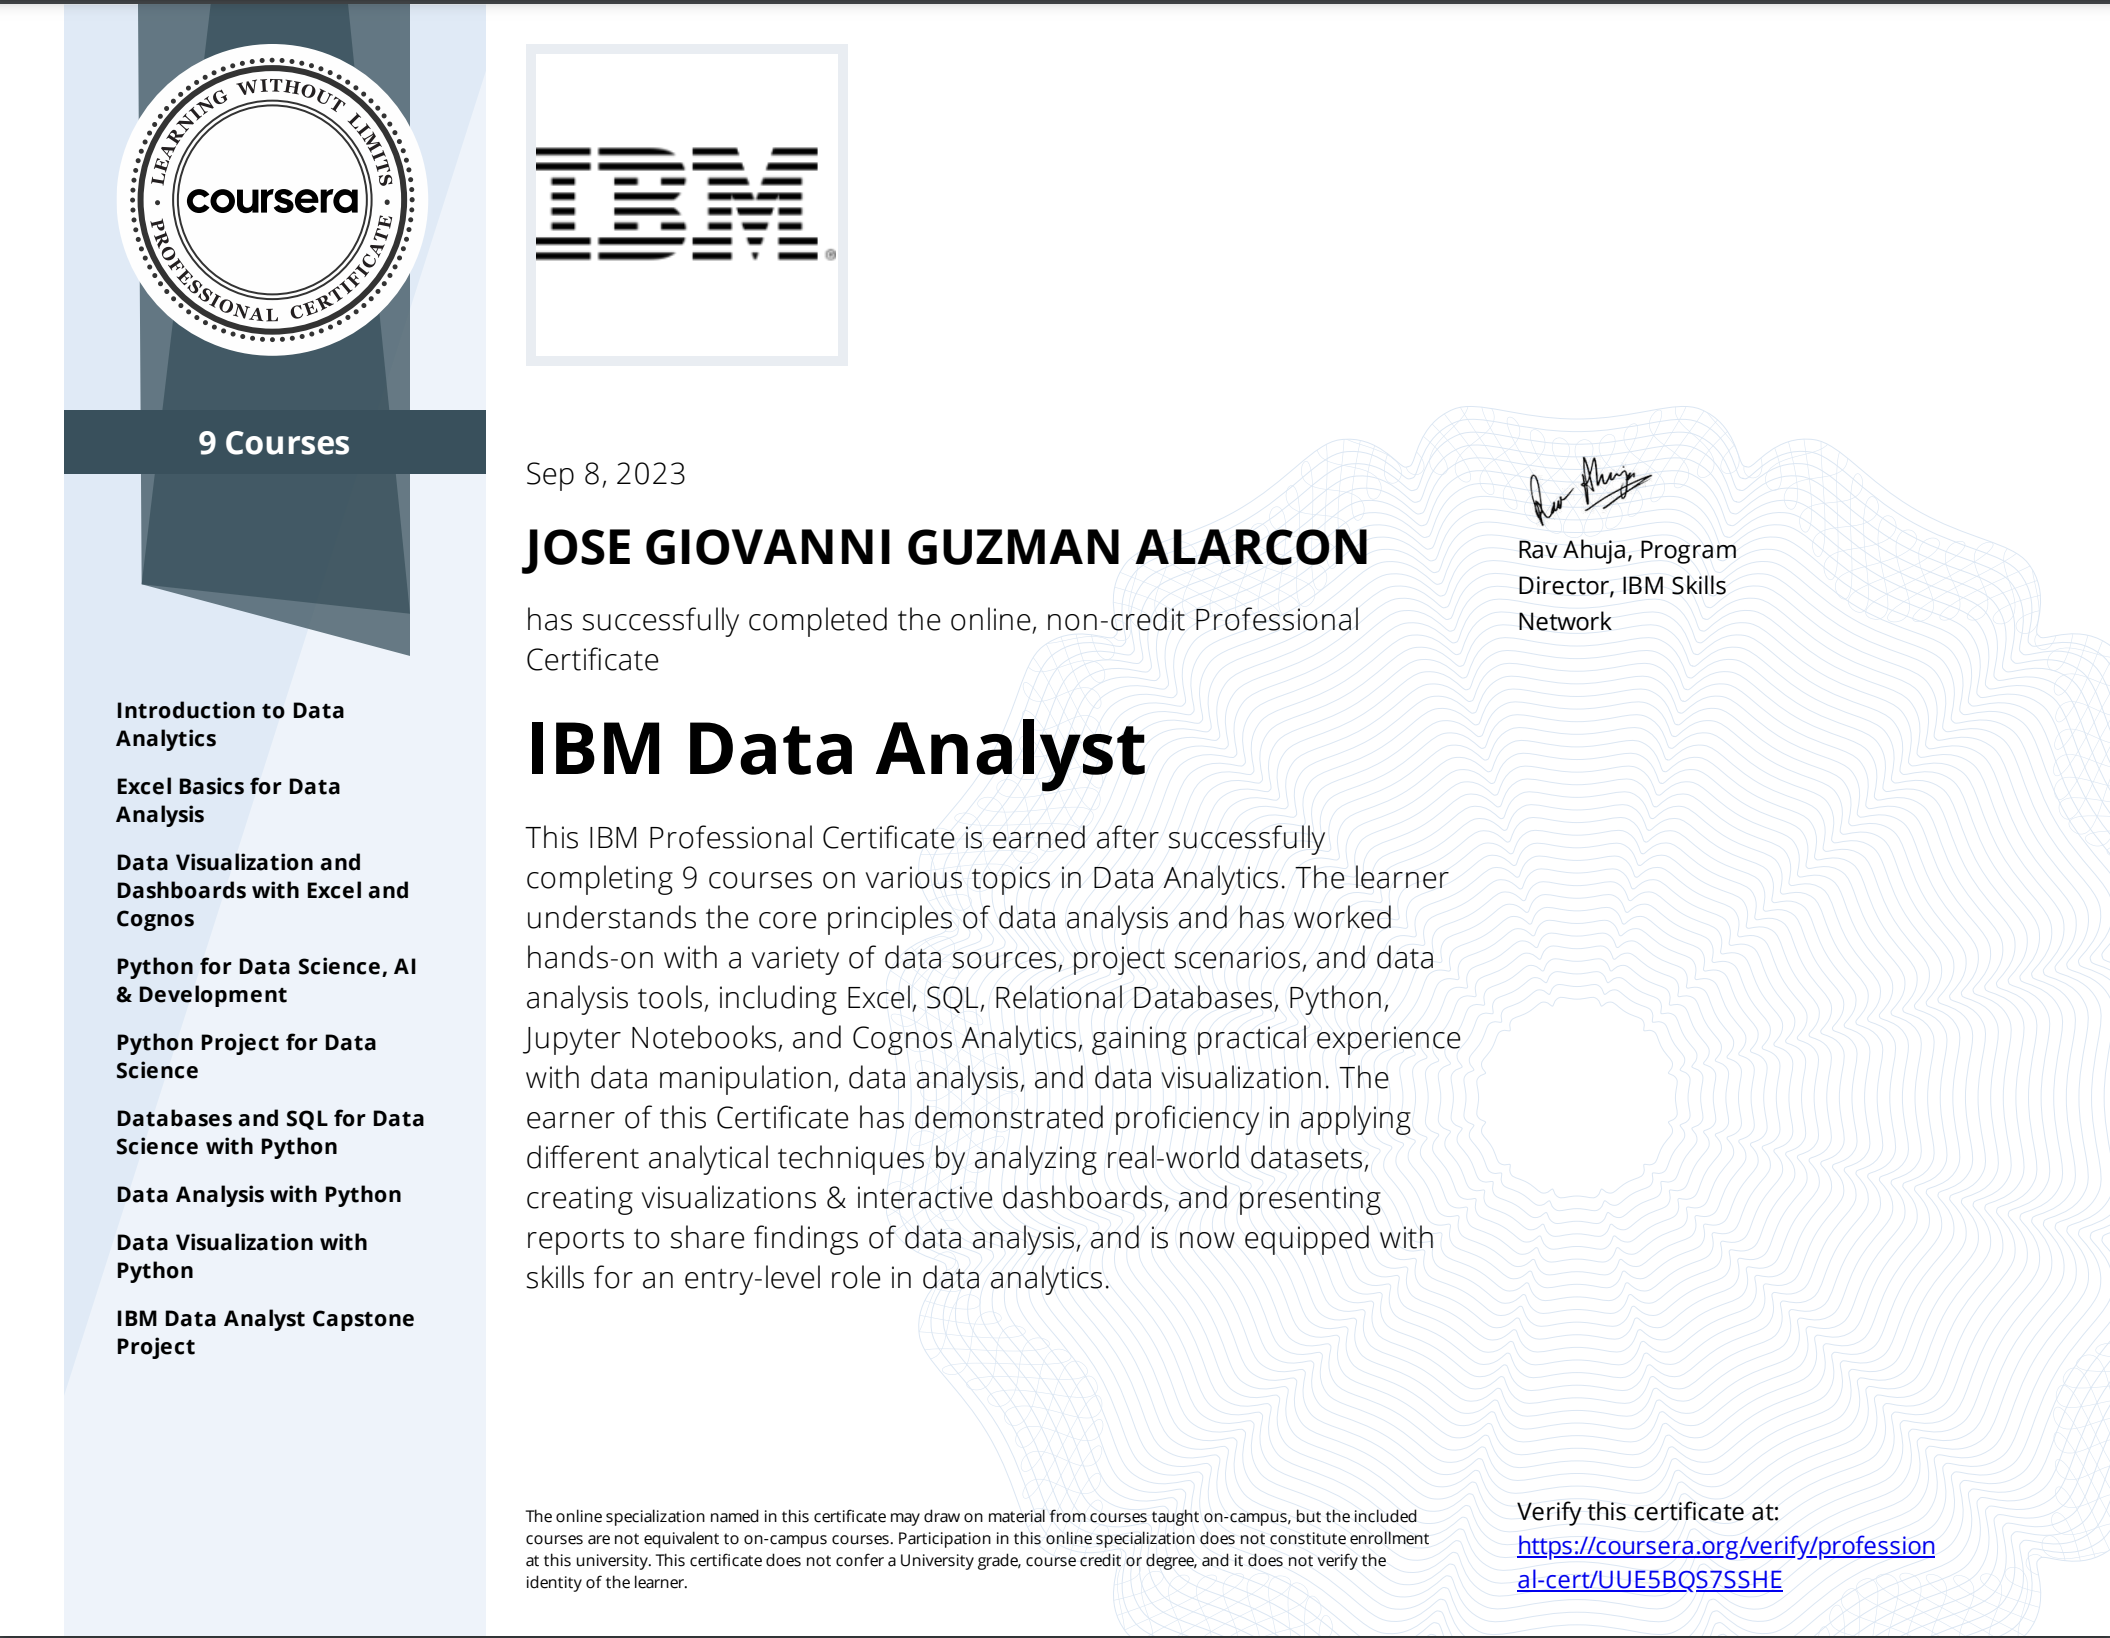 LEARNING WITHOUT LIMITS
coursera
PROFESSIONAL CERTIFICATE
9 Courses
Introduction to Data
Analytics
Excel Basics for Data
Analysis
Data Visualization and
Dashboards with Excel and
Cognos
Python for Data Science, AI
& Development
Python Project for Data
Science
Databases and SQL for Data
Science with Python
Data Analysis with Python
Data Visualization with
Python
IBM Data Analyst Capstone
Project
IBM®
Sep 8, 2023
JOSE GIOVANNI GUZMAN ALARCON
has successfully completed the online, non-credit Professional
Certificate
IBM Data Analyst
This IBM Professional Certificate is earned after successfully
completing 9 courses on various topics in Data Analytics. The learner
understands the core principles of data analysis and has worked
hands-on with a variety of data sources, project scenarios, and data
analysis tools, including Excel, SQL, Relational Databases, Python,
Jupyter Notebooks, and Cognos Analytics, gaining practical experience
with data manipulation, data analysis, and data visualization. The
earner of this Certificate has demonstrated proficiency in applying
different analytical techniques by analyzing real-world datasets,
creating visualizations & interactive dashboards, and presenting
reports to share findings of data analysis, and is now equipped with
skills for an entry-level role in data analytics.
The online specialization named in this certificate may draw on material from courses taught on-campus, but the included
courses are not equivalent to on-campus courses. Participation in this online specialization does not constitute enrollment
at this university. This certificate does not confer a University grade, course credit or degree, and it does not verify the
identity of the learner.
Rav Ahuja
Rav Ahuja, Program
Director, IBM Skills
Network
Verify this certificate at:
https://coursera.org/verify/profession
al-cert/UUE5BQS7SSHE